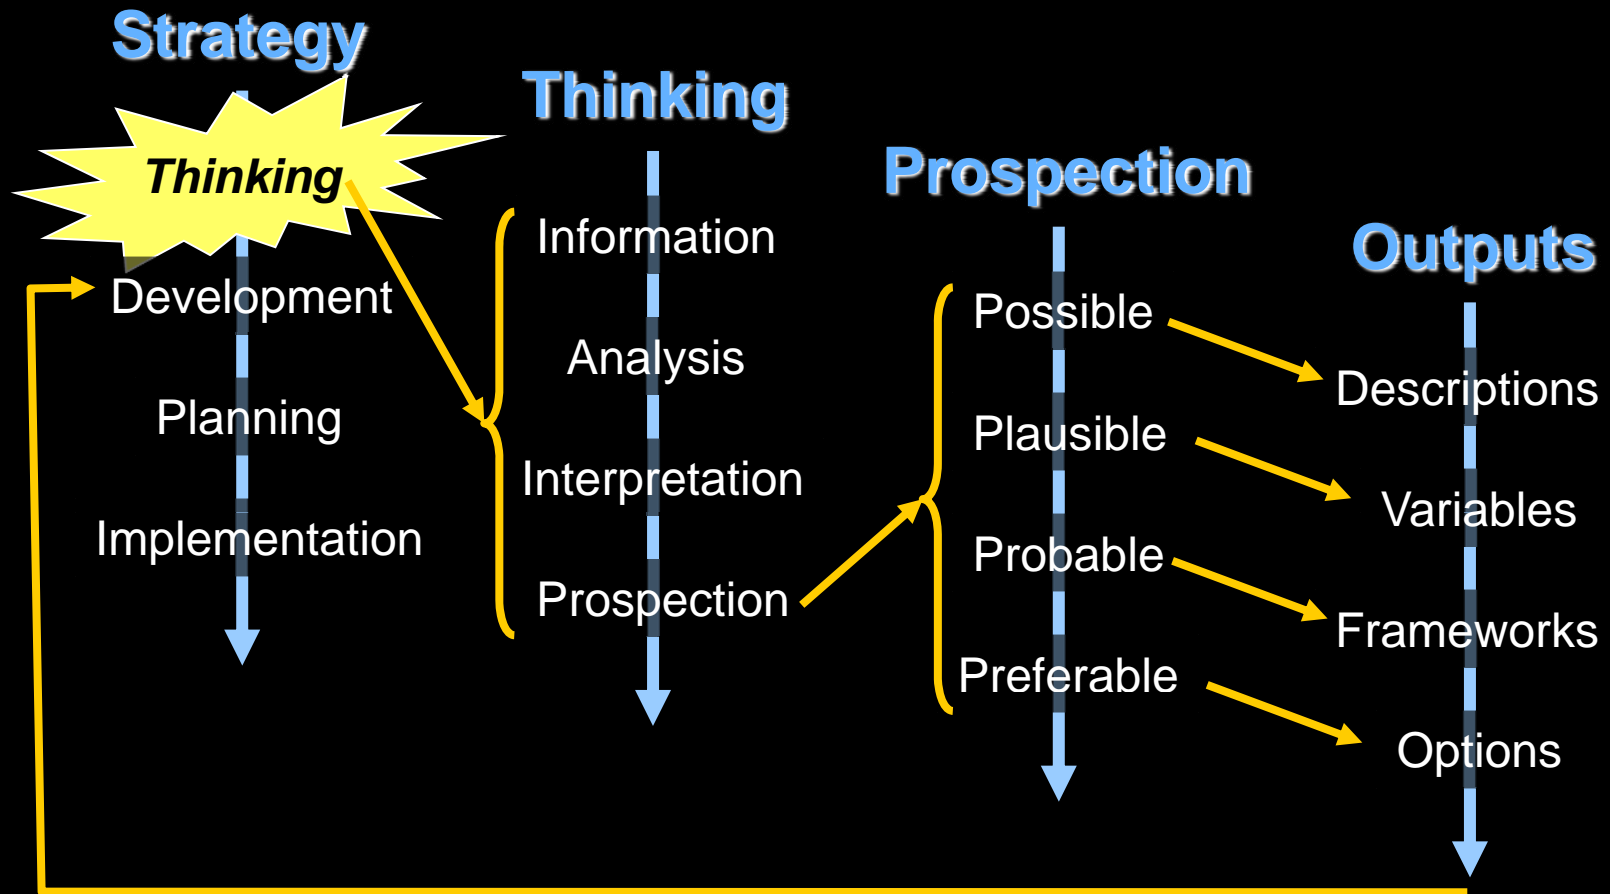 Strategy
Thinking
Development
Planning
Implementation
Thinking
Information
Analysis
Interpretation
Prospection
Prospection
Possible
Plausible
Probable
Preferable
Outputs
Descriptions
Variables
Frameworks
Options